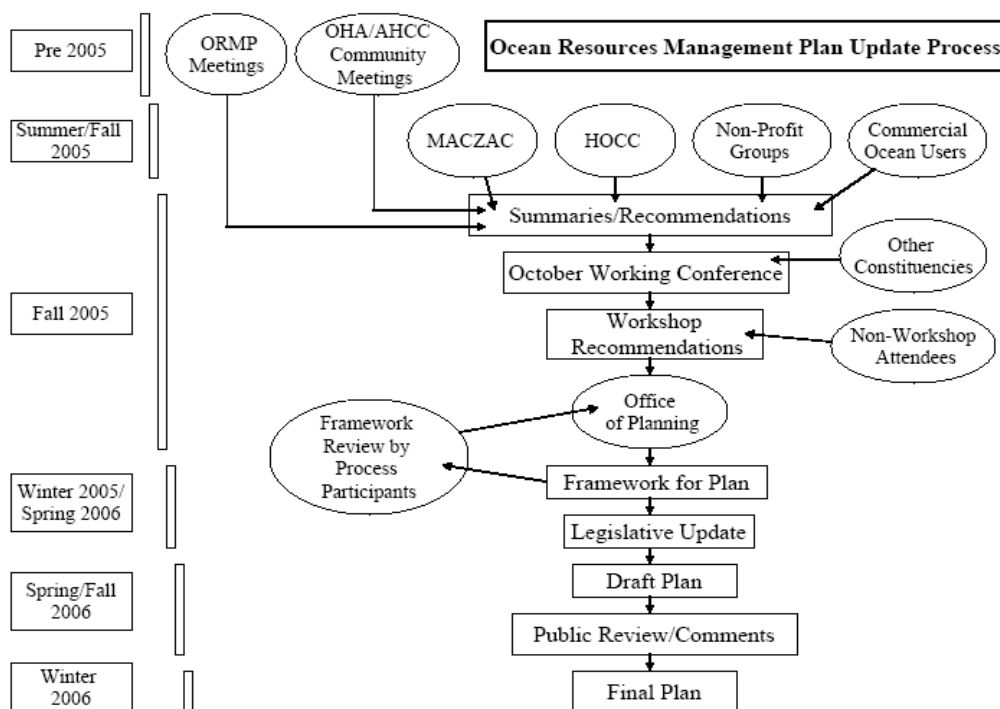 Pre 2005
ORMP
Meetings
OHA/AHCC
Community
Meetings
Ocean Resources Management Plan Update Process
Summer/Fall
2005
MACZAC
HOCC
Non-Profit
Groups
Commercial
Ocean Users
Summaries/Recommendations
Other
Constituencies
October Working Conference
Fall 2005
Workshop
Recommendations
Non-Workshop
Attendees
Office
of Planning
Framework
Review by
Process
Participants
Winter 2005/
Spring 2006
Framework for Plan
Legislative Update
Spring/Fall
2006
Draft Plan
Public Review/Comments
Winter
2006
Final Plan